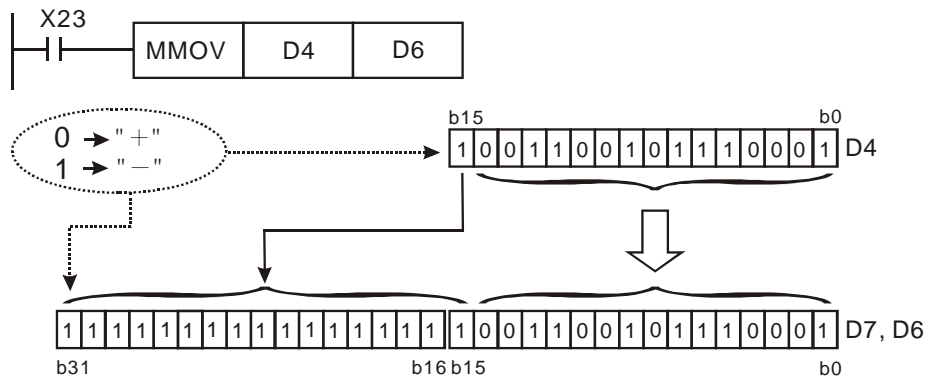 X23
MMOV D4 D6
0 → "+"
1 → "−"
b15 b0
1 0 0 1 1 0 0 1 0 1 1 1 0 0 0 1 D4
1 1 1 1 1 1 1 1 1 1 1 1 1 1 1 1 1 0 0 1 1 0 0 1 0 1 1 1 0 0 0 1 D7, D6
b31 b16 b15 b0